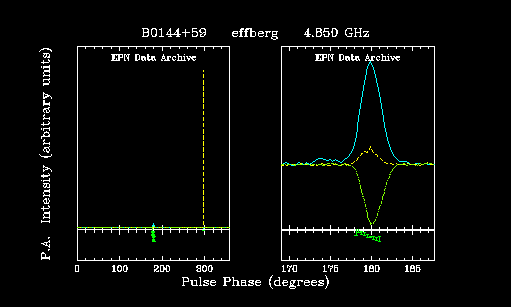 B0144+59 effberg 4.850 GHz
EPN Data Archive EPN Data Archive
P.A. Intensity (arbitrary units)
0 100 200 300 170 175 180 185
Pulse Phase (degrees)